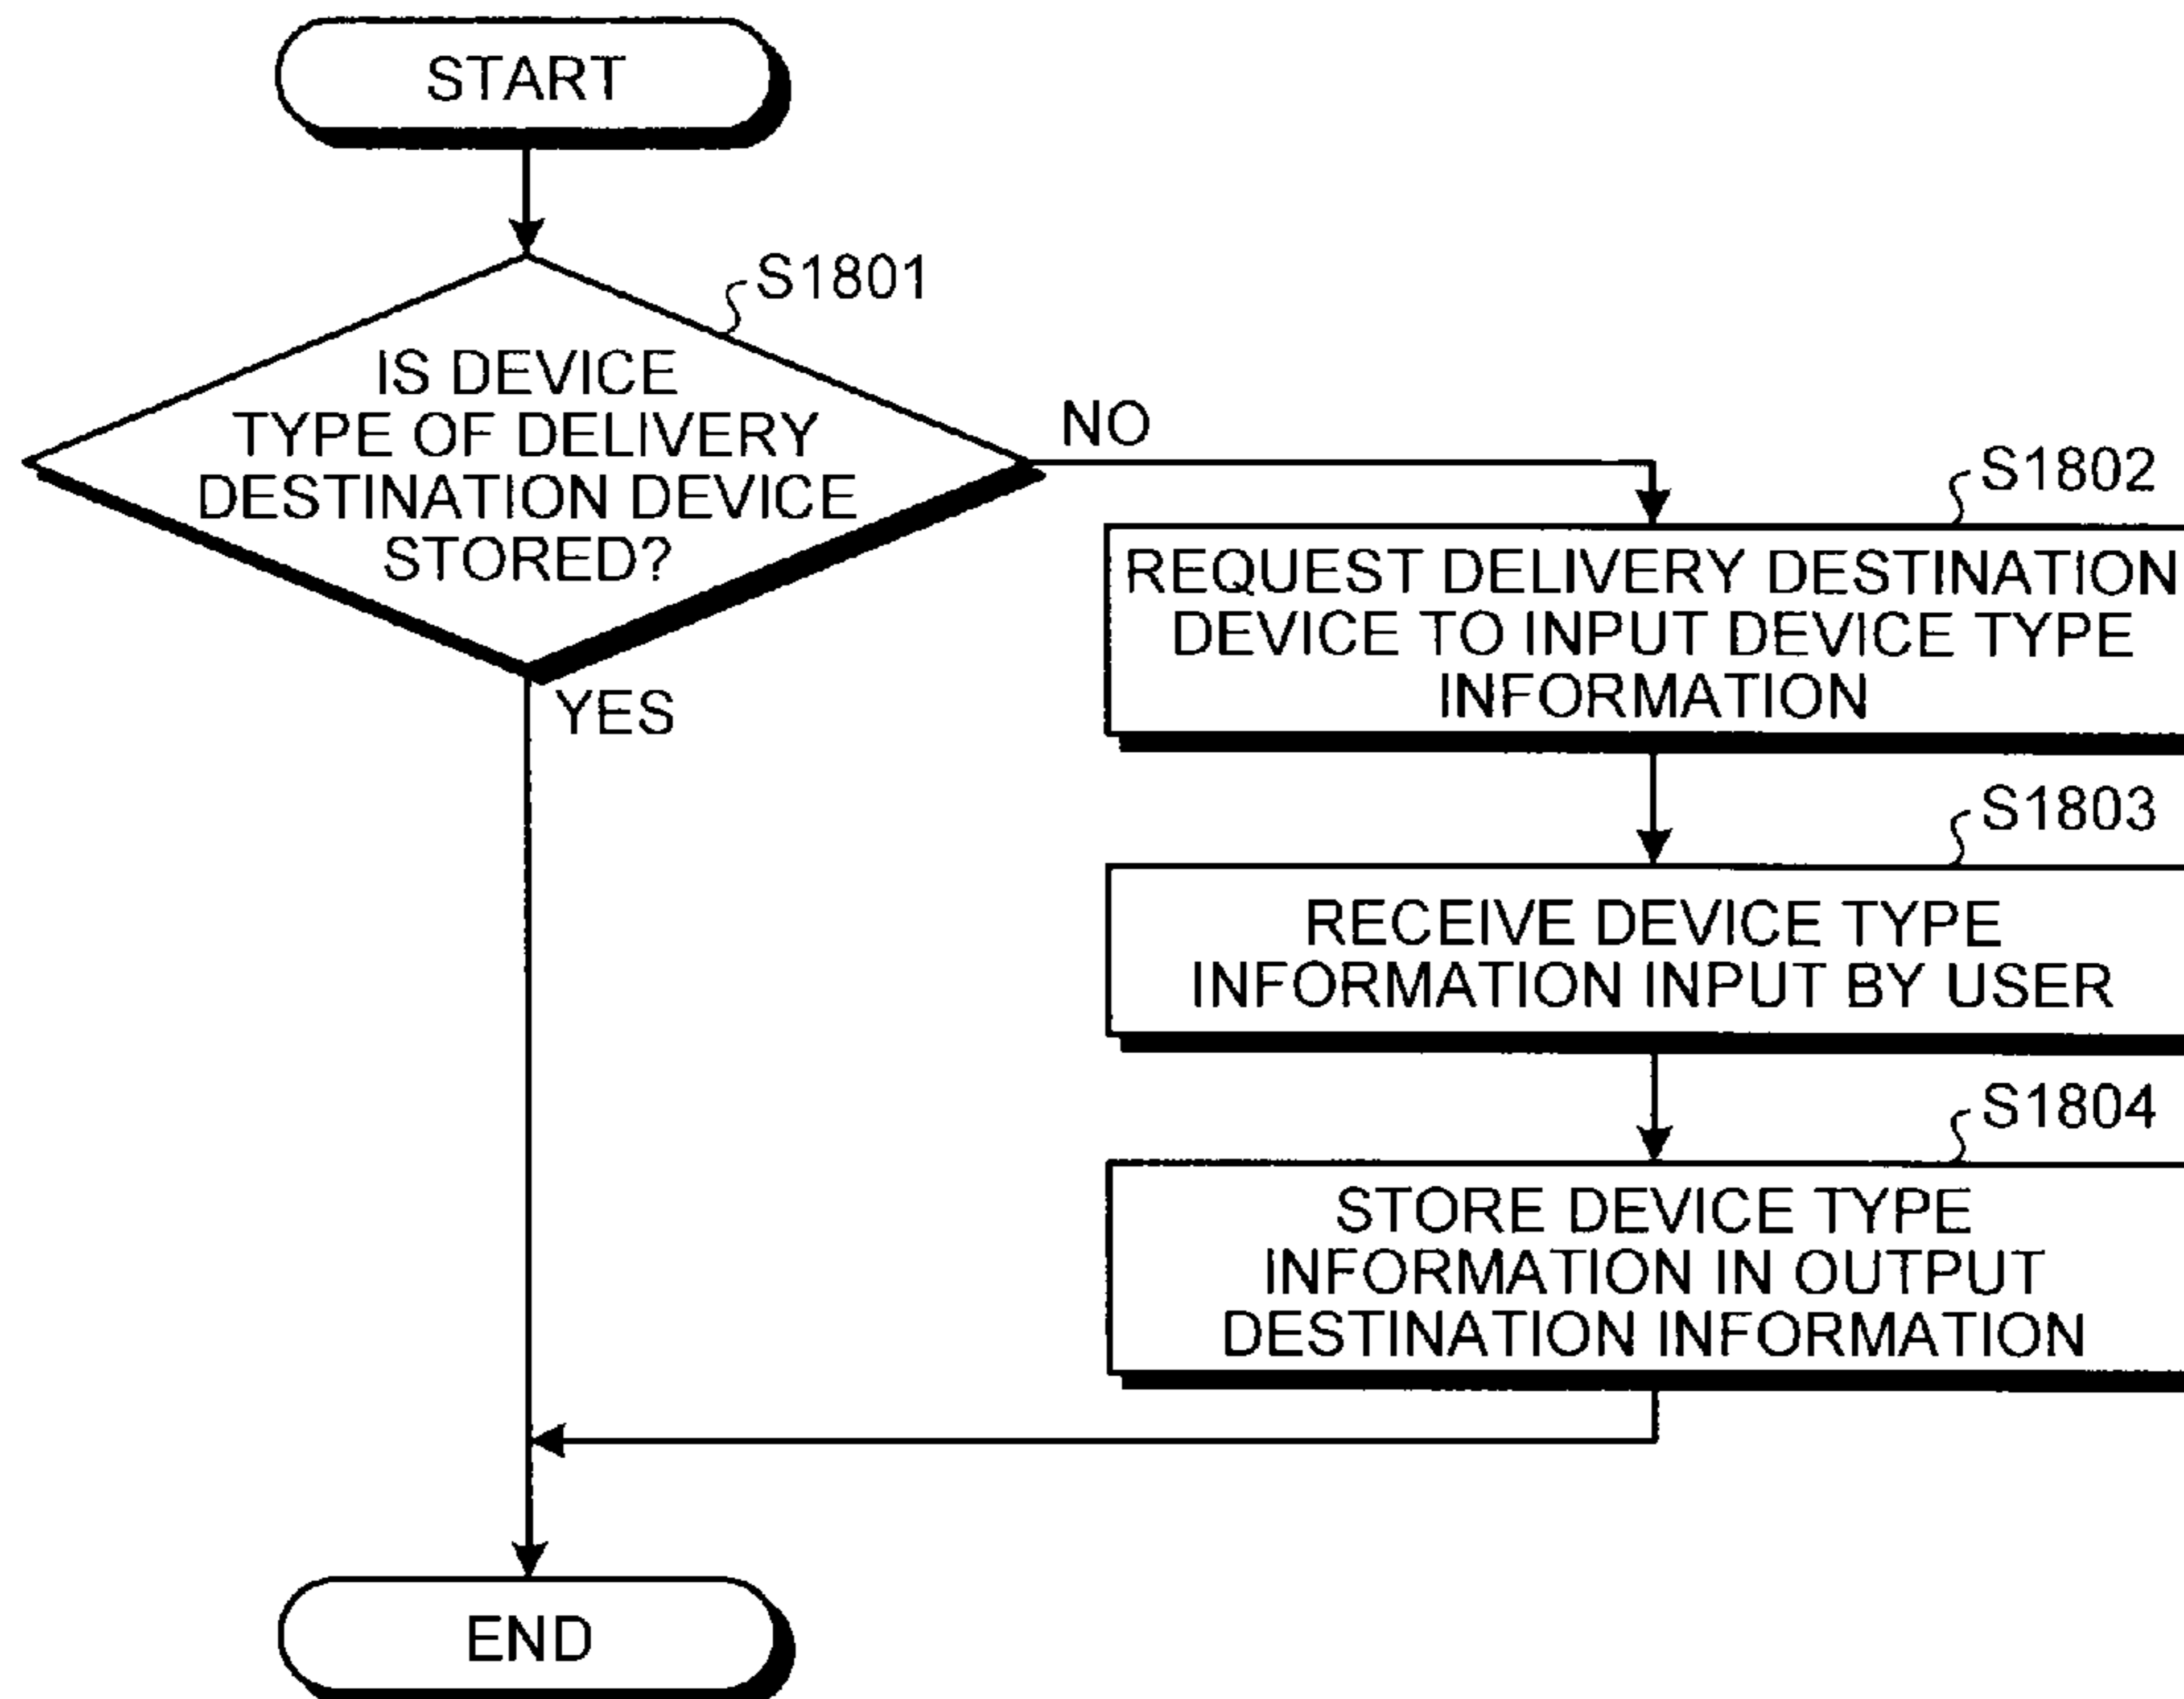 START
S1801
IS DEVICE
TYPE OF DELIVERY
DESTINATION DEVICE
STORED?
NO
YES
S1802
REQUEST DELIVERY DESTINATION
DEVICE TO INPUT DEVICE TYPE
INFORMATION
S1803
RECEIVE DEVICE TYPE
INFORMATION INPUT BY USER
S1804
STORE DEVICE TYPE
INFORMATION IN OUTPUT
DESTINATION INFORMATION
END